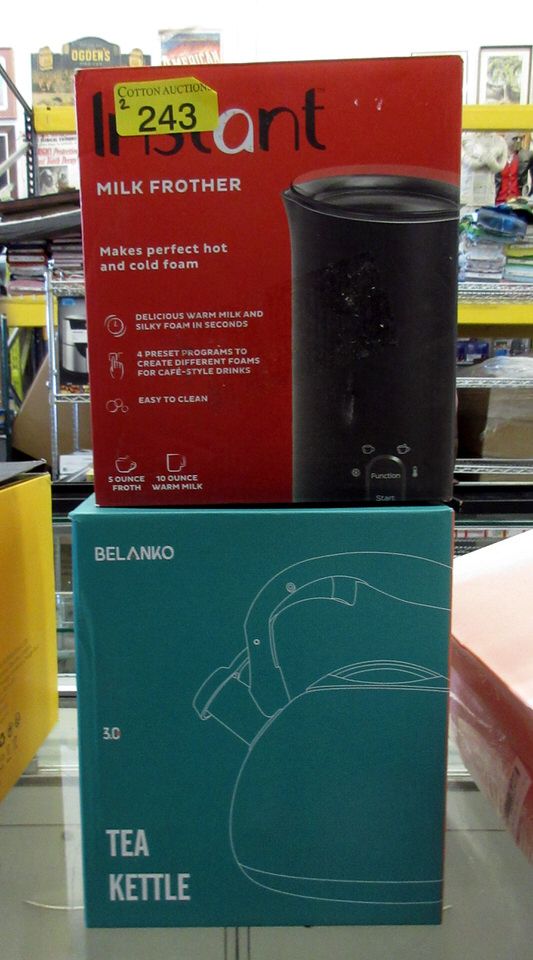 OGDEN'S
AMERICAN
COTTON AUCTION
2
243
Instant
MILK FROTHER
Makes perfect hot
and cold foam
DELICIOUS WARM MILK AND
SILKY FOAM IN SECONDS
4 PRESET PROGRAMS TO
CREATE DIFFERENT FOAMS
FOR CAFÉ-STYLE DRINKS
EASY TO CLEAN
5 OUNCE
FROTH
10 OUNCE
WARM MILK
Function
Start
BELANKO
3.0
TEA
KETTLE